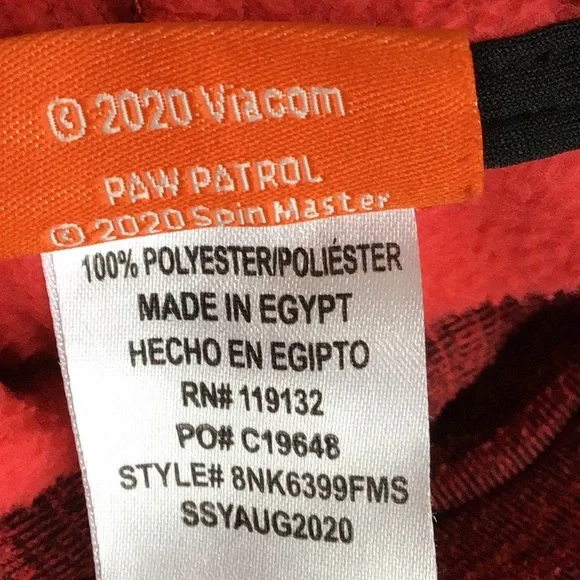 © 2020 Viacom
PAW PATROL
© 2020 Spin Master
100% POLYESTER/POLIÉSTER
MADE IN EGYPT
HECHO EN EGIPTO
RN# 119132
PO# C19648
STYLE# 8NK6399FMS
SSYAUG2020